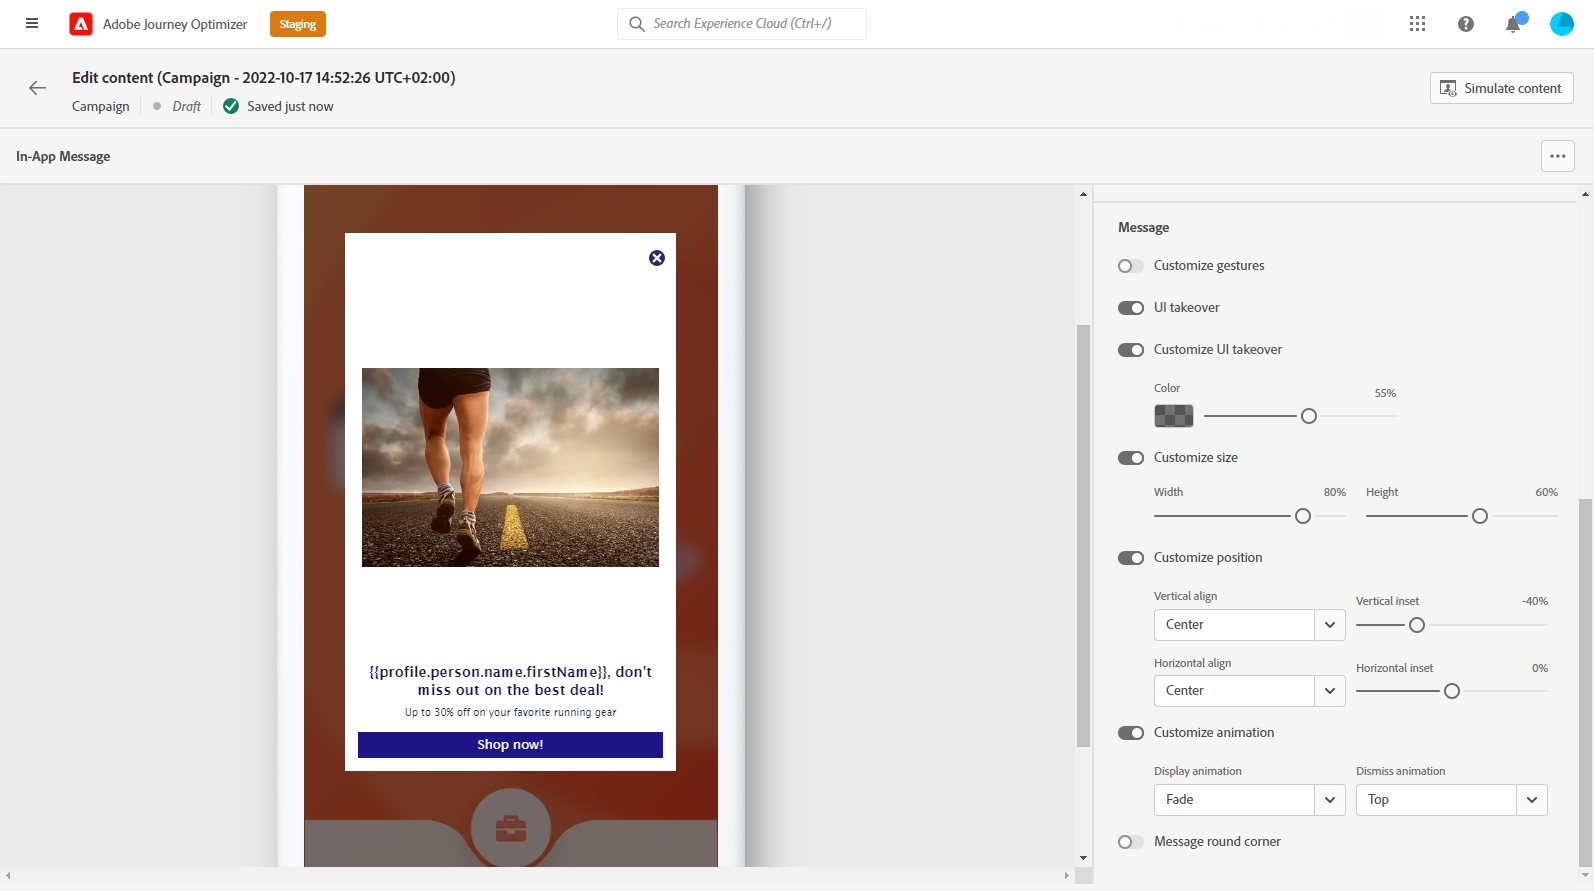 Adobe Journey Optimizer
Staging
Search Experience Cloud (Ctrl+/)
Edit content (Campaign - 2022-10-17 14:52:26 UTC+02:00)
Campaign
Draft
Saved just now
Simulate content
In-App Message
{{profile.person.name.firstName}}, don't
miss out on the best deal!
Up to 30% off on your favorite running gear
Shop now!
Message
Customize gestures
UI takeover
Customize UI takeover
Color
55%
Customize size
Width
80%
Height
60%
Customize position
Vertical align
Center
Vertical inset
-40%
Horizontal align
Center
Horizontal inset
0%
Customize animation
Display animation
Fade
Dismiss animation
Top
Message round corner